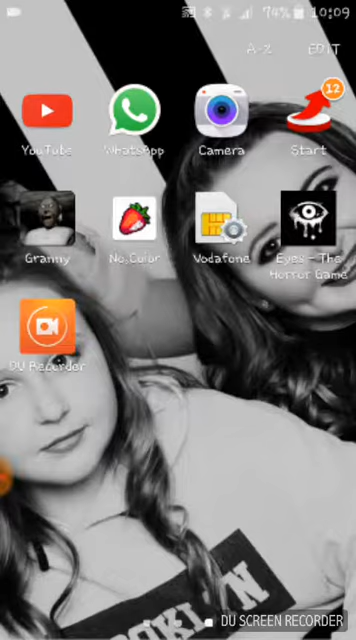 74% 10:09
A-Z EDIT
12
YouTube WhatsApp Camera Start
Granny No.Color Vodafone Eyes - The
Horror Game
DU Recorder
DU SCREEN RECORDER